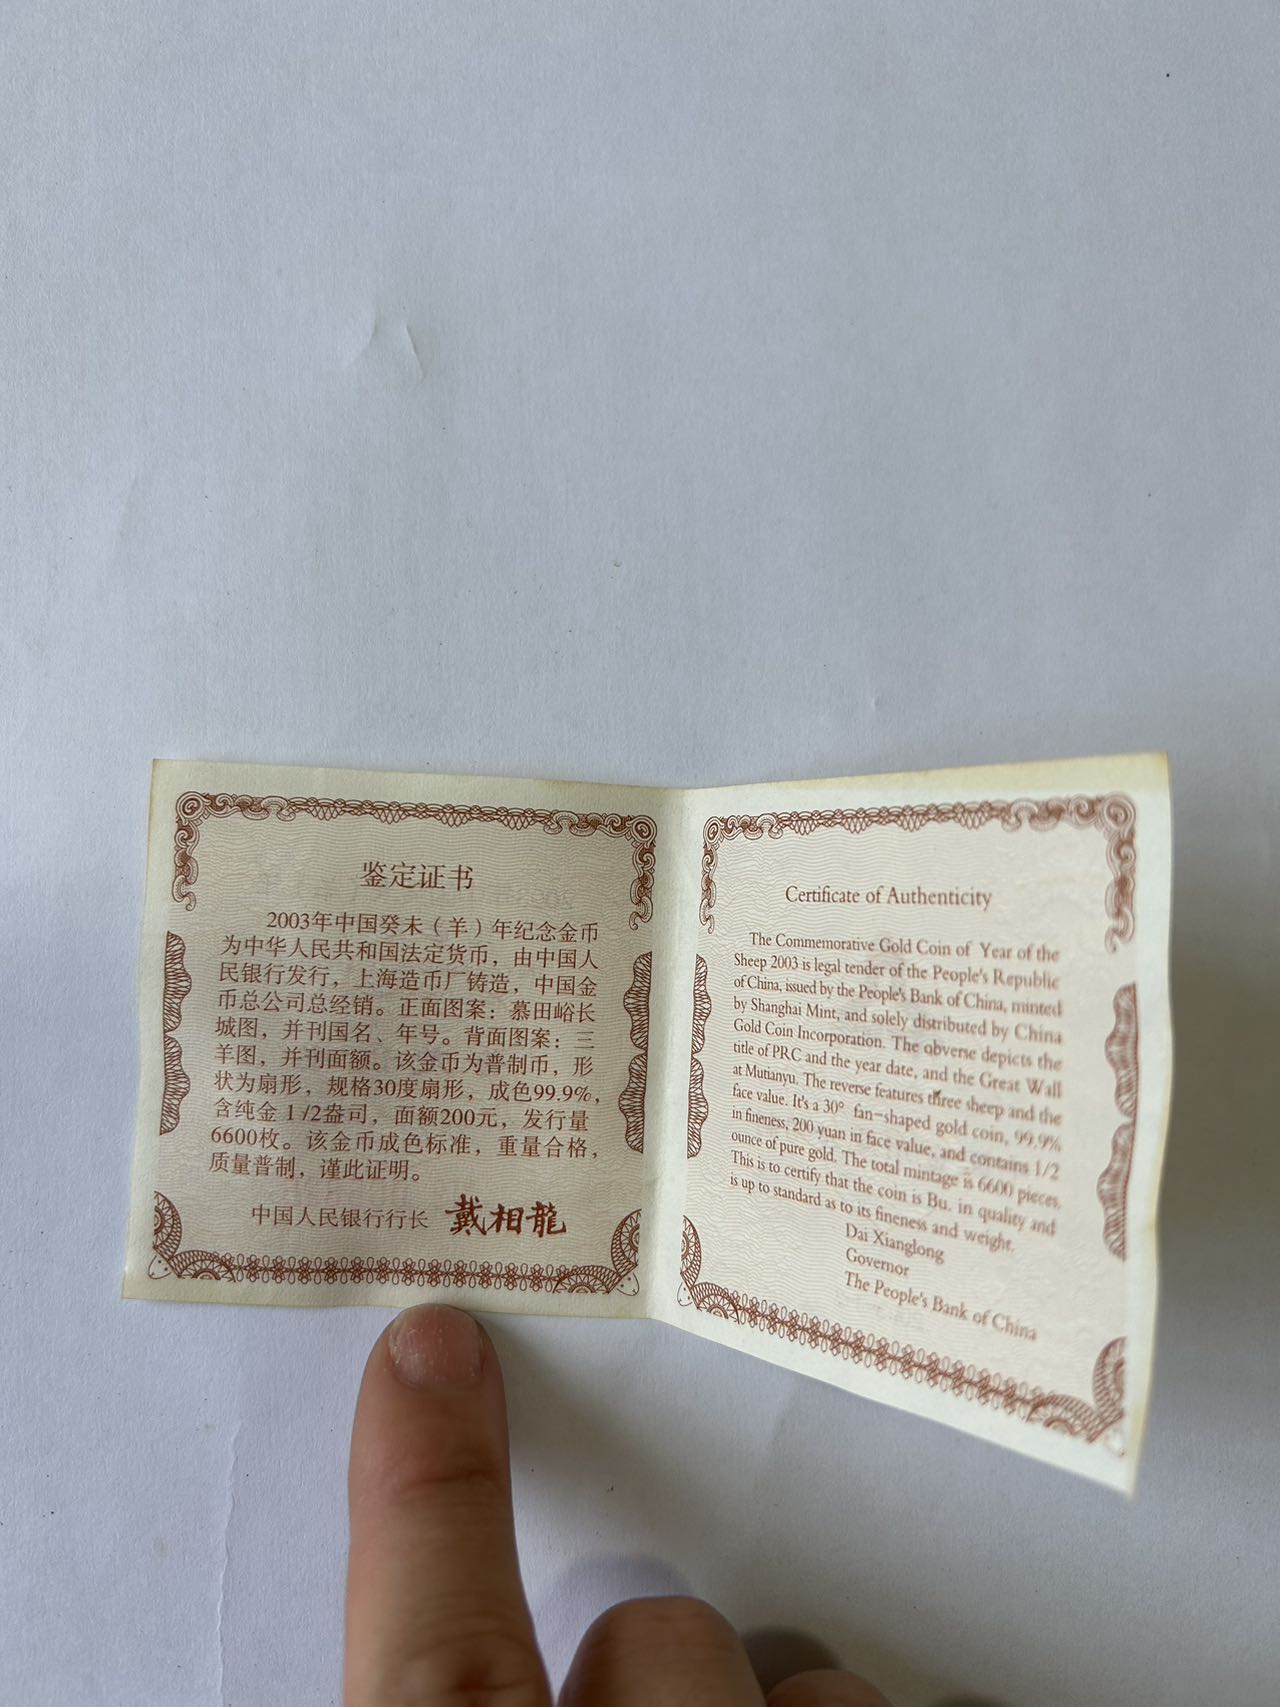 鉴定证书
2003年中国癸未（羊）年纪念金币
为中华人民共和国法定货币，由中国人
民银行发行，上海造币厂铸造，中国金
币总公司总经销。正面图案：慕田峪长
城图，并刊国名、年号。背面图案：三
羊图，并刊面额。该金币为普制币，形
状为扇形，规格30度扇形，成色99.9%，
含纯金1/2盎司，面额200元，发行量
6600枚。该金币成色标准，重量合格，
质量普制，谨此证明。
中国人民银行行长 戴相龍
Certificate of Authenticity
The Commemorative Gold Coin of Year of the
Sheep 2003 is legal tender of the People's Republic
of China, issued by the People's Bank of China, minted
by Shanghai Mint, and solely distributed by China
Gold Coin Incorporation. The obverse depicts the
title of PRC and the year date, and the Great Wall
at Mutianyu. The reverse features three sheep and the
face value. It's a 30° fan-shaped gold coin, 99.9%
in fineness, 200 yuan in face value, and contains 1/2
ounce of pure gold. The total mintage is 6600 pieces.
This is to certify that the coin is Bu. in quality and
is up to standard as to its fineness and weight.
Dai Xianglong
Governor
The People's Bank of China